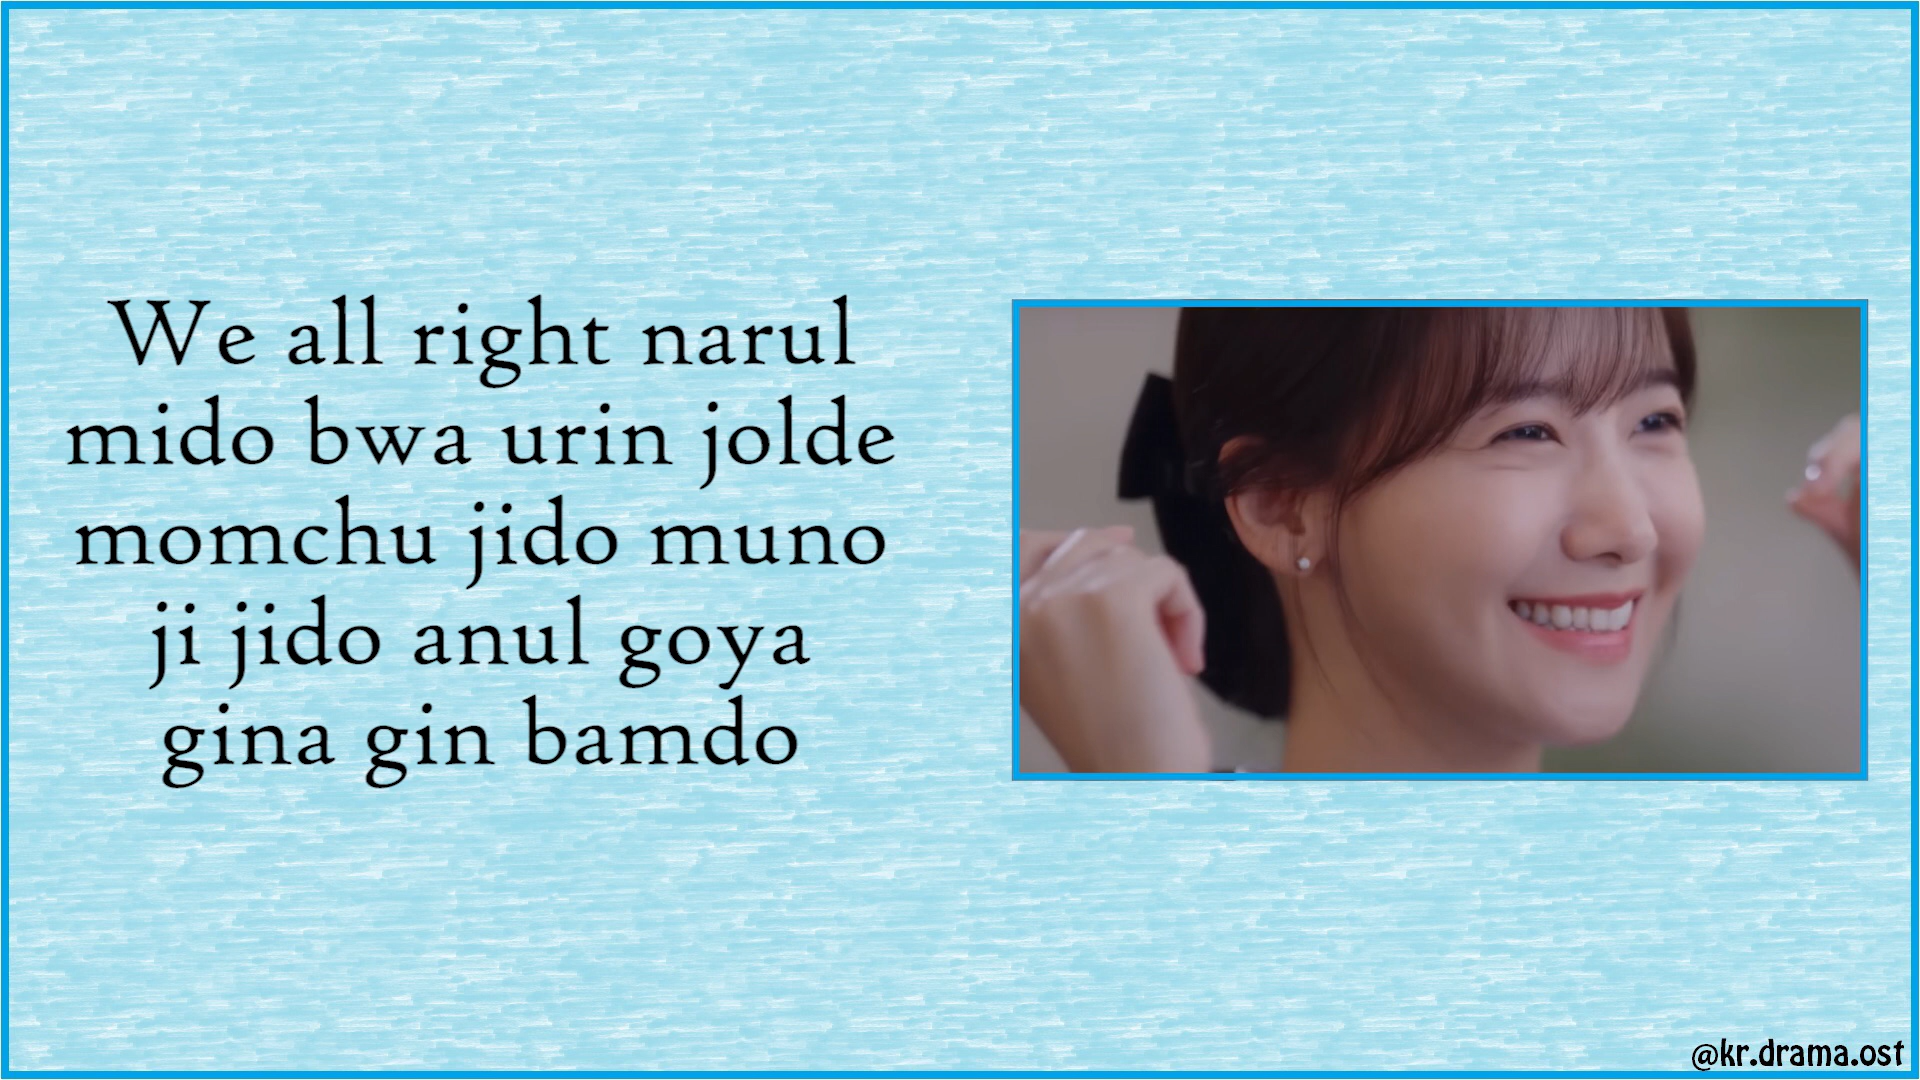 We all right narul
mido bwa urin jolde
momchu jido muno
ji jido anul goya
gina gin bamdo
@kr.drama.ost